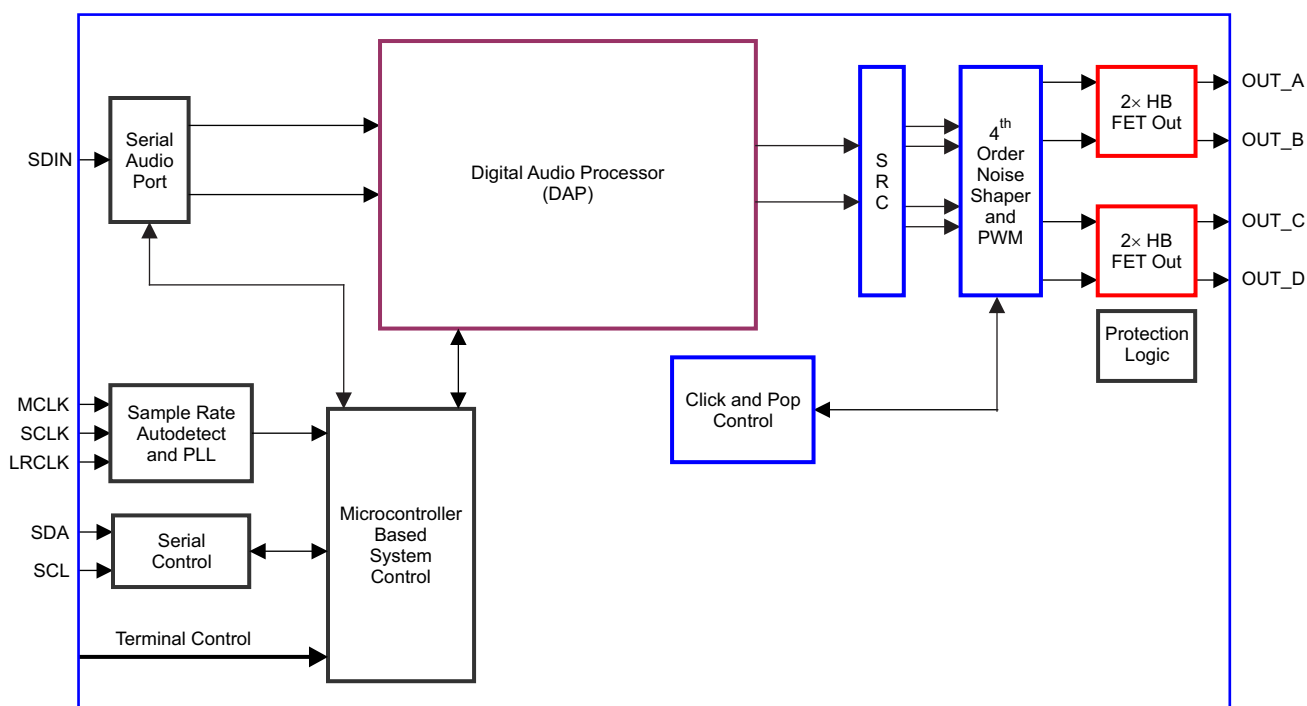 SDIN
Serial
Audio
Port
Digital Audio Processor
(DAP)
S
R
C
4th
Order
Noise
Shaper
and
PWM
2× HB
FET Out
OUT_A
OUT_B
2× HB
FET Out
OUT_C
OUT_D
Protection
Logic
Click and Pop
Control
MCLK
SCLK
LRCLK
Sample Rate
Autodetect
and PLL
SDA
SCL
Serial
Control
Microcontroller
Based
System
Control
Terminal Control